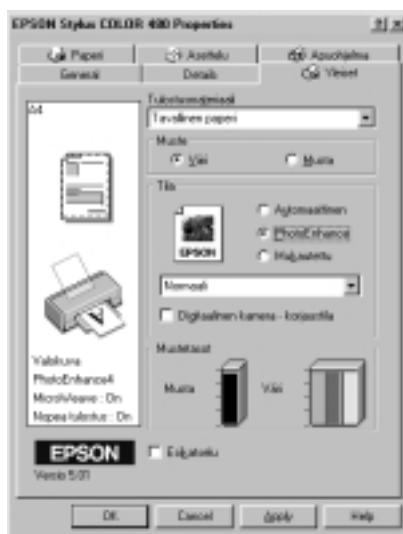 EPSON Stylus COLOR 480 Properties
Paperi
Asettelu
Apuohjelma
General
Details
Yleiset
A4
Tulostusmateriaali
Tavallinen paperi
Muste
Väri
Musta
Tila
EPSON
Automaattinen
PhotoEnhance
Mukautettu
Normaali
Digitaalinen kamera - korjaustila
Mustetasot
Musta
Väri
Valokuva
PhotoEnhance4
MicroWeave : On
Nopea tulostus : On
EPSON
Versio 5.01
Esikatselu
OK
Cancel
Apply
Help